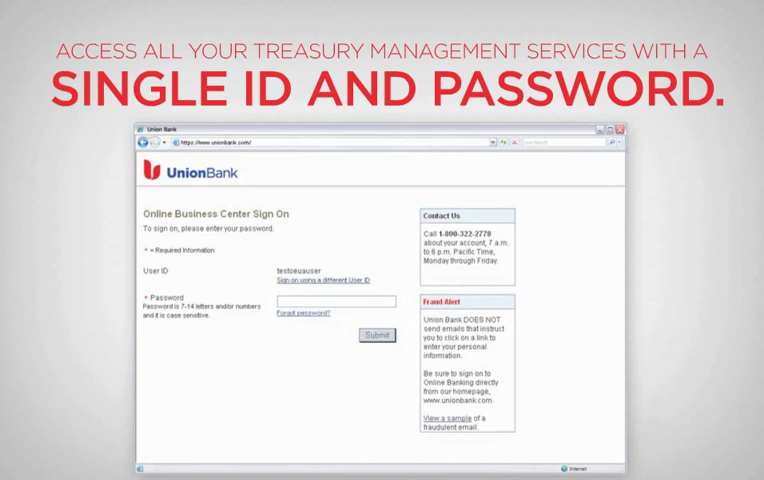 ACCESS ALL YOUR TREASURY MANAGEMENT SERVICES WITH A
SINGLE ID AND PASSWORD.
Union Bank
https://www.unionbank.com/
UnionBank
Online Business Center Sign On
To sign on, please enter your password.
* = Required Information
User ID
testoeuauser
Sign on using a different User ID
* Password
Password is 7-14 letters and/or numbers
and it is case sensitive.
Forgot password?
Submit
Contact Us
Call 1-800-322-2778
about your account, 7 a.m.
to 6 p.m. Pacific Time,
Monday through Friday.
Fraud Alert
Union Bank DOES NOT
send emails that instruct
you to click on a link to
enter your personal
information.
Be sure to sign on to
Online Banking directly
from our homepage,
www.unionbank.com.
View a sample of a
fraudulent email.
Internet